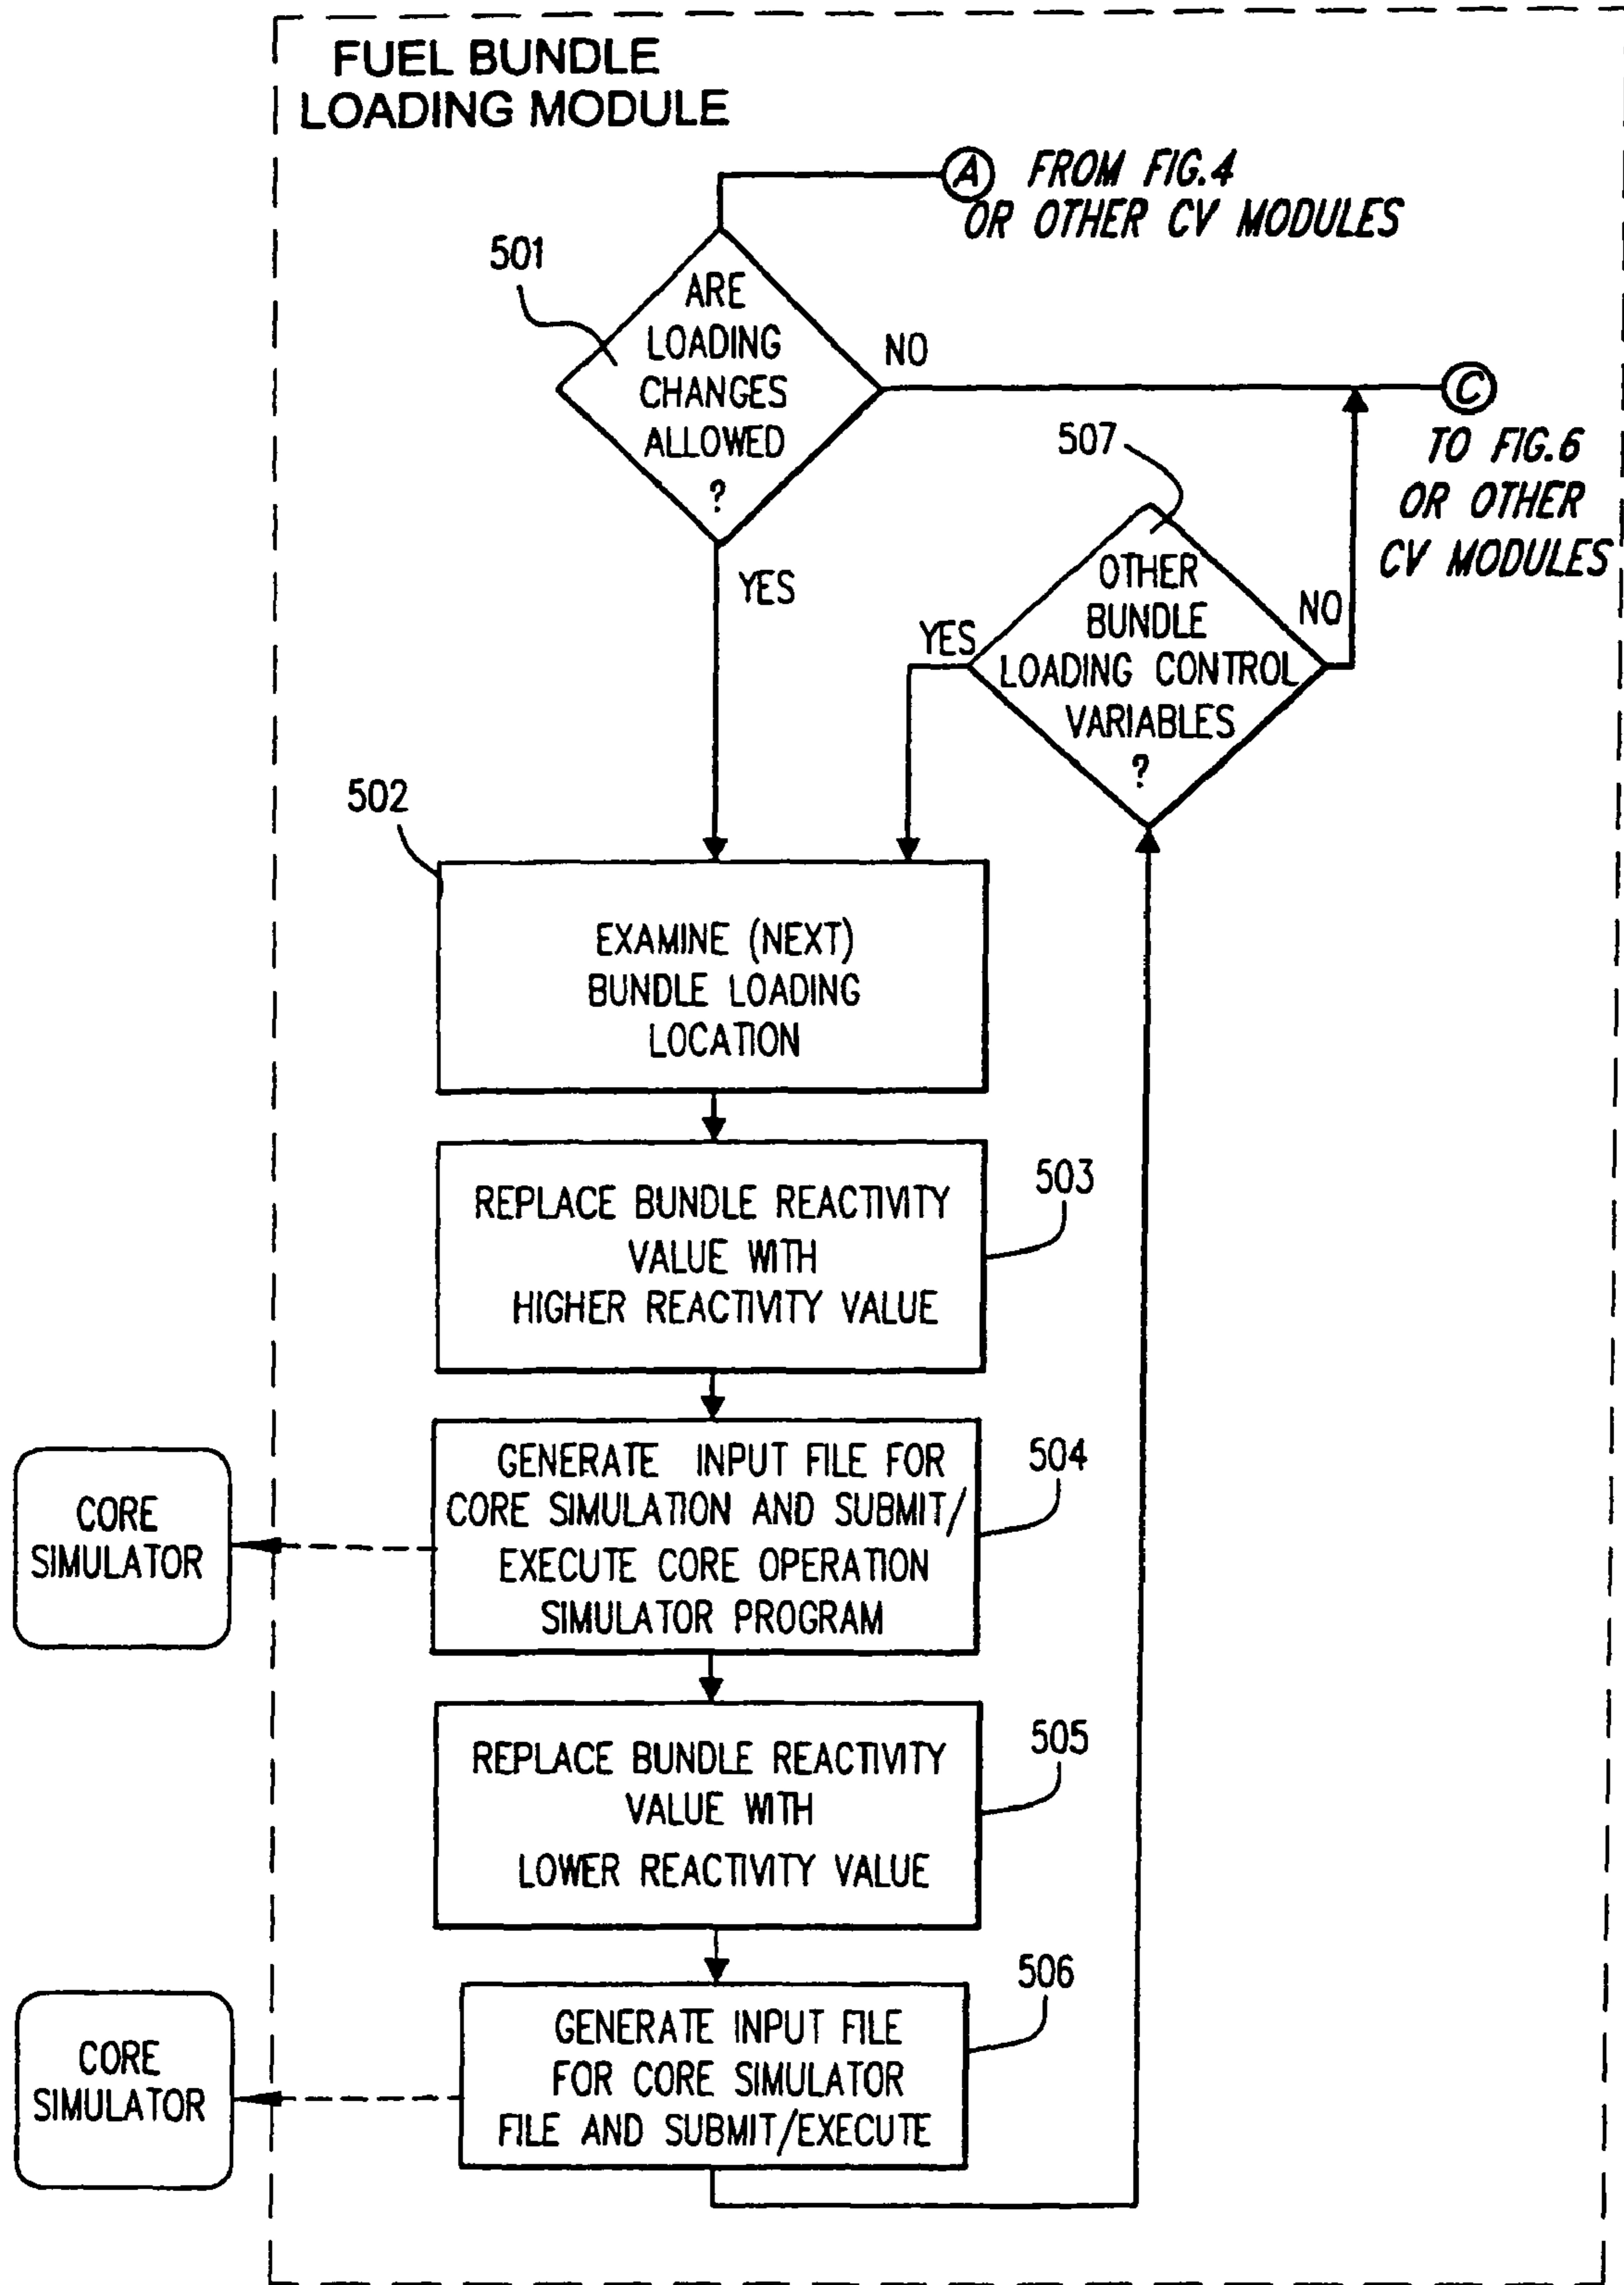 FUEL BUNDLE
LOADING MODULE
A FROM FIG.4
OR OTHER CV MODULES
501
ARE
LOADING
CHANGES
ALLOWED
?
NO
YES
C
TO FIG.6
OR OTHER
CV MODULES
507
OTHER
BUNDLE
LOADING CONTROL
VARIABLES
?
YES
NO
502
EXAMINE (NEXT)
BUNDLE LOADING
LOCATION
503
REPLACE BUNDLE REACTIVITY
VALUE WITH
HIGHER REACTIVITY VALUE
504
GENERATE INPUT FILE FOR
CORE SIMULATION AND SUBMIT/
EXECUTE CORE OPERATION
SIMULATOR PROGRAM
CORE
SIMULATOR
505
REPLACE BUNDLE REACTIVITY
VALUE WITH
LOWER REACTIVITY VALUE
506
GENERATE INPUT FILE
FOR CORE SIMULATOR
FILE AND SUBMIT/EXECUTE
CORE
SIMULATOR